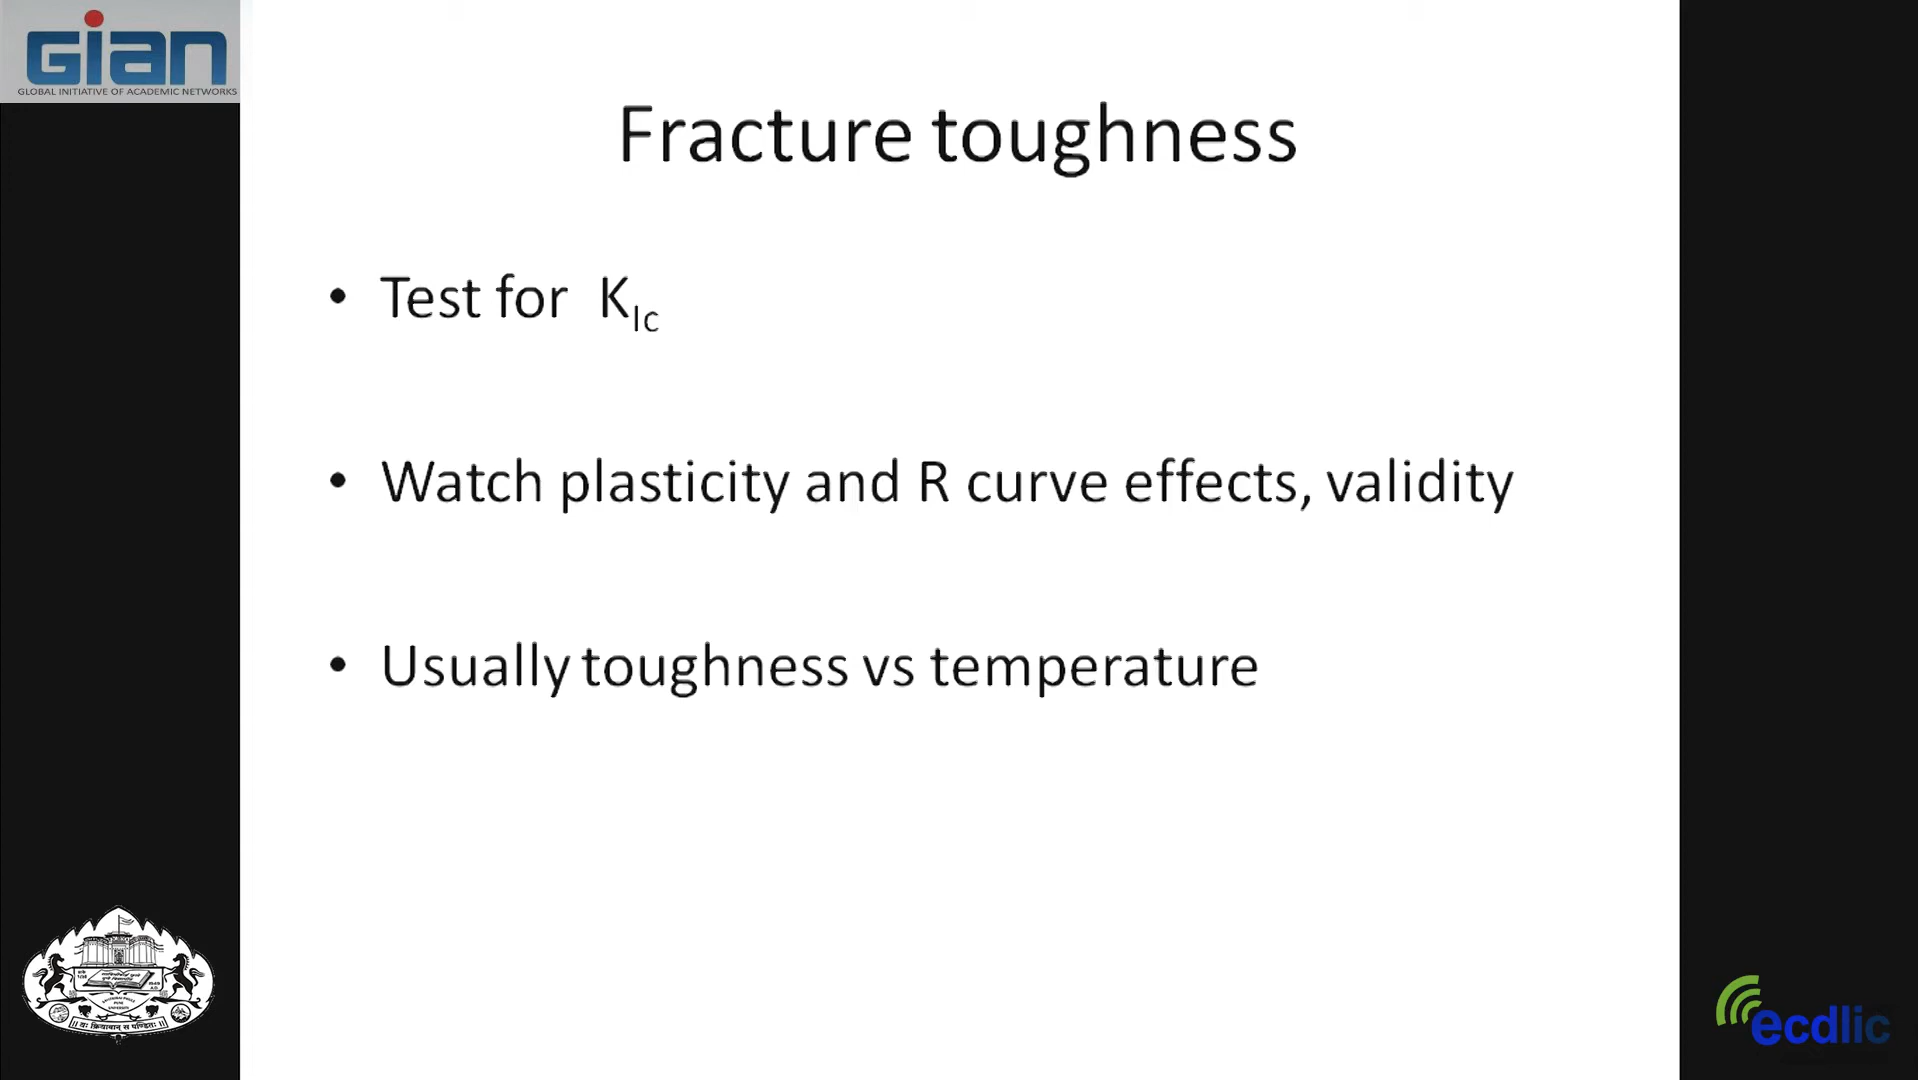 GIAN
GLOBAL INITIATIVE OF ACADEMIC NETWORKS
Fracture toughness
• Test for K_Ic
• Watch plasticity and R curve effects, validity
• Usually toughness vs temperature
॥ यः क्रियावान् स पण्डितः ॥
ecdlic